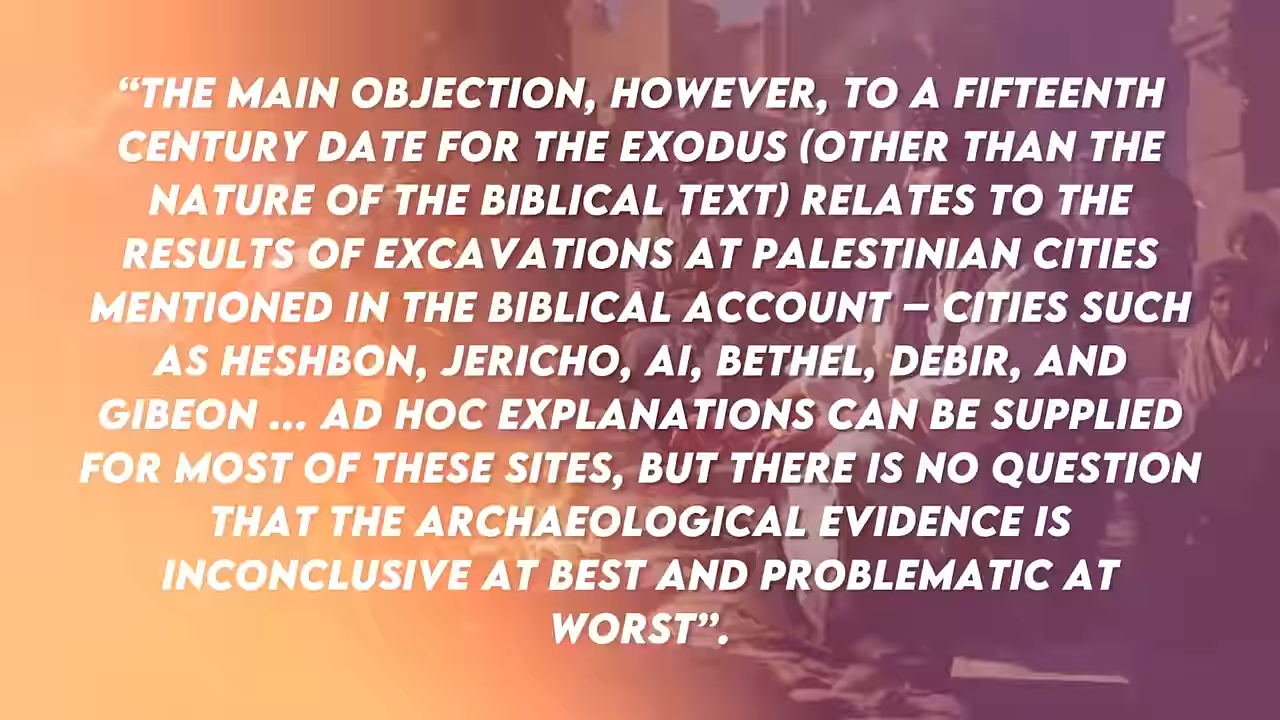 “THE MAIN OBJECTION, HOWEVER, TO A FIFTEENTH
CENTURY DATE FOR THE EXODUS (OTHER THAN THE
NATURE OF THE BIBLICAL TEXT) RELATES TO THE
RESULTS OF EXCAVATIONS AT PALESTINIAN CITIES
MENTIONED IN THE BIBLICAL ACCOUNT – CITIES SUCH
AS HESHBON, JERICHO, AI, BETHEL, DEBIR, AND
GIBEON ... AD HOC EXPLANATIONS CAN BE SUPPLIED
FOR MOST OF THESE SITES, BUT THERE IS NO QUESTION
THAT THE ARCHAEOLOGICAL EVIDENCE IS
INCONCLUSIVE AT BEST AND PROBLEMATIC AT
WORST”.